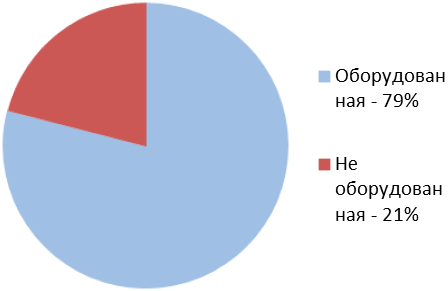 Оборудован
ная - 79%
Не
оборудован
ная - 21%